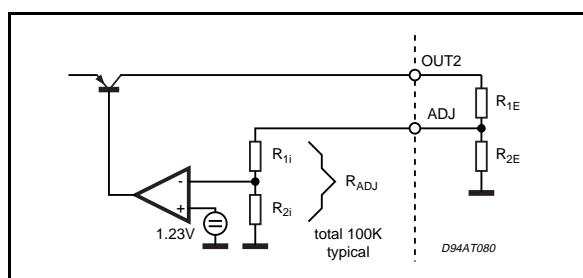 OUT2
R1E
ADJ
R1i
R2E
RADJ
-
+
R2i
1.23V
total 100K
typical
D94AT080